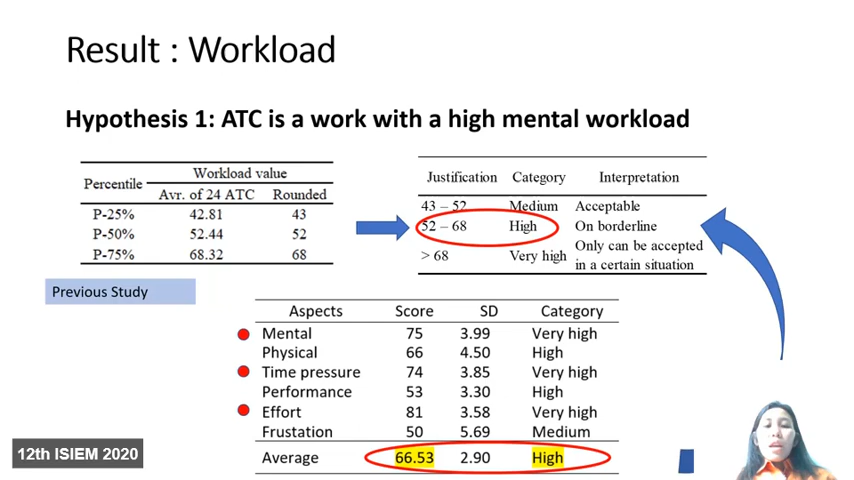 Result : Workload
Hypothesis 1: ATC is a work with a high mental workload
Percentile Workload value
Avr. of 24 ATC Rounded
P-25% 42.81 43
P-50% 52.44 52
P-75% 68.32 68
Justification Category Interpretation
43 – 52 Medium Acceptable
52 – 68 High On borderline
> 68 Very high Only can be accepted
in a certain situation
Previous Study
Aspects Score SD Category
Mental 75 3.99 Very high
Physical 66 4.50 High
Time pressure 74 3.85 Very high
Performance 53 3.30 High
Effort 81 3.58 Very high
Frustation 50 5.69 Medium
Average 66.53 2.90 High
12th ISIEM 2020